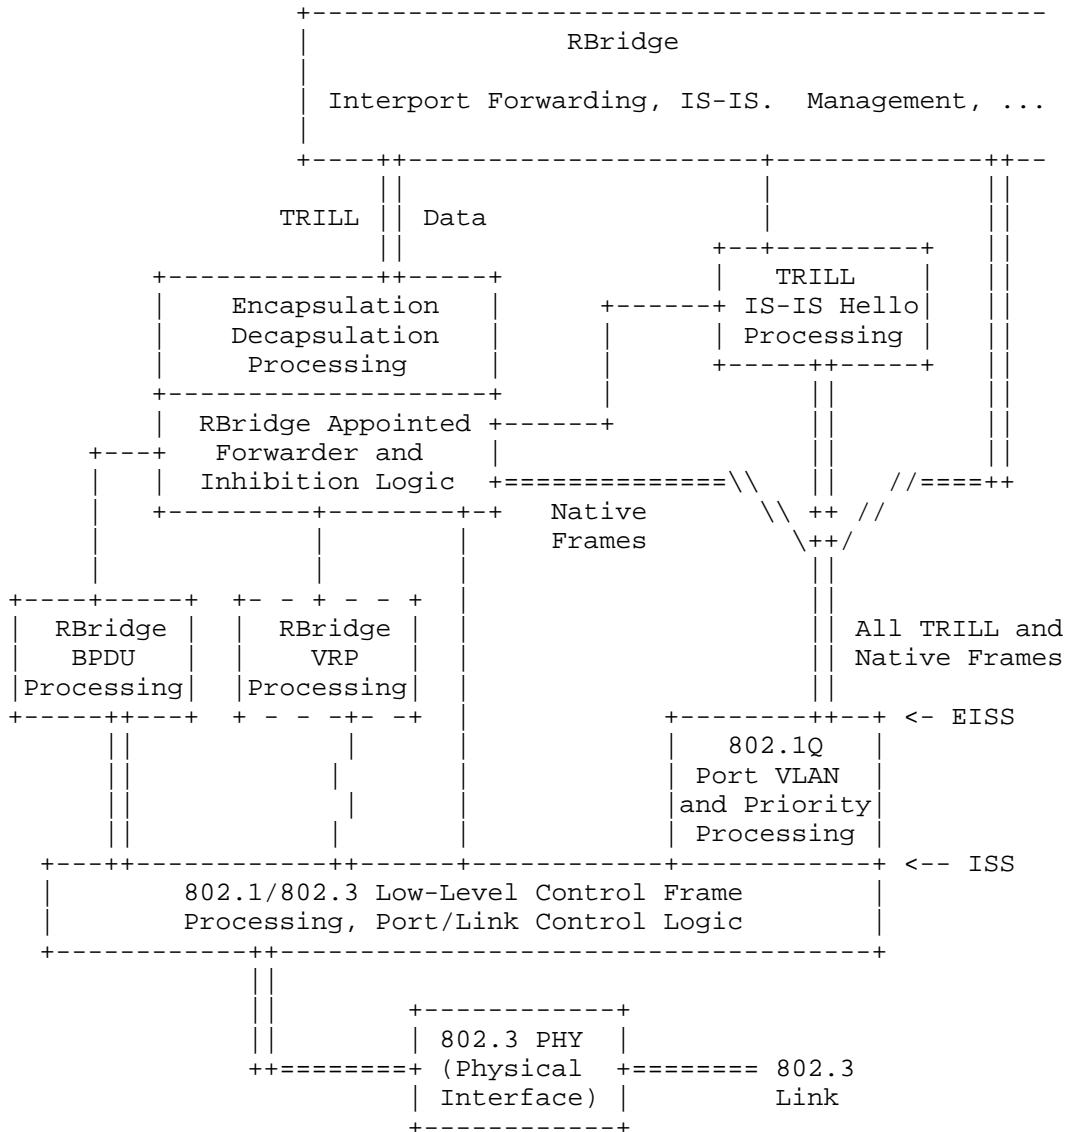 RBridge
Interport Forwarding, IS-IS. Management, ...
TRILL Data
TRILL
IS-IS Hello
Processing
Encapsulation
Decapsulation
Processing
RBridge Appointed
Forwarder and
Inhibition Logic
Native
Frames
RBridge
BPDU
Processing
RBridge
VRP
Processing
All TRILL and
Native Frames
<- EISS
802.1Q
Port VLAN
and Priority
Processing
<-- ISS
802.1/802.3 Low-Level Control Frame
Processing, Port/Link Control Logic
802.3 PHY
(Physical
Interface)
802.3
Link